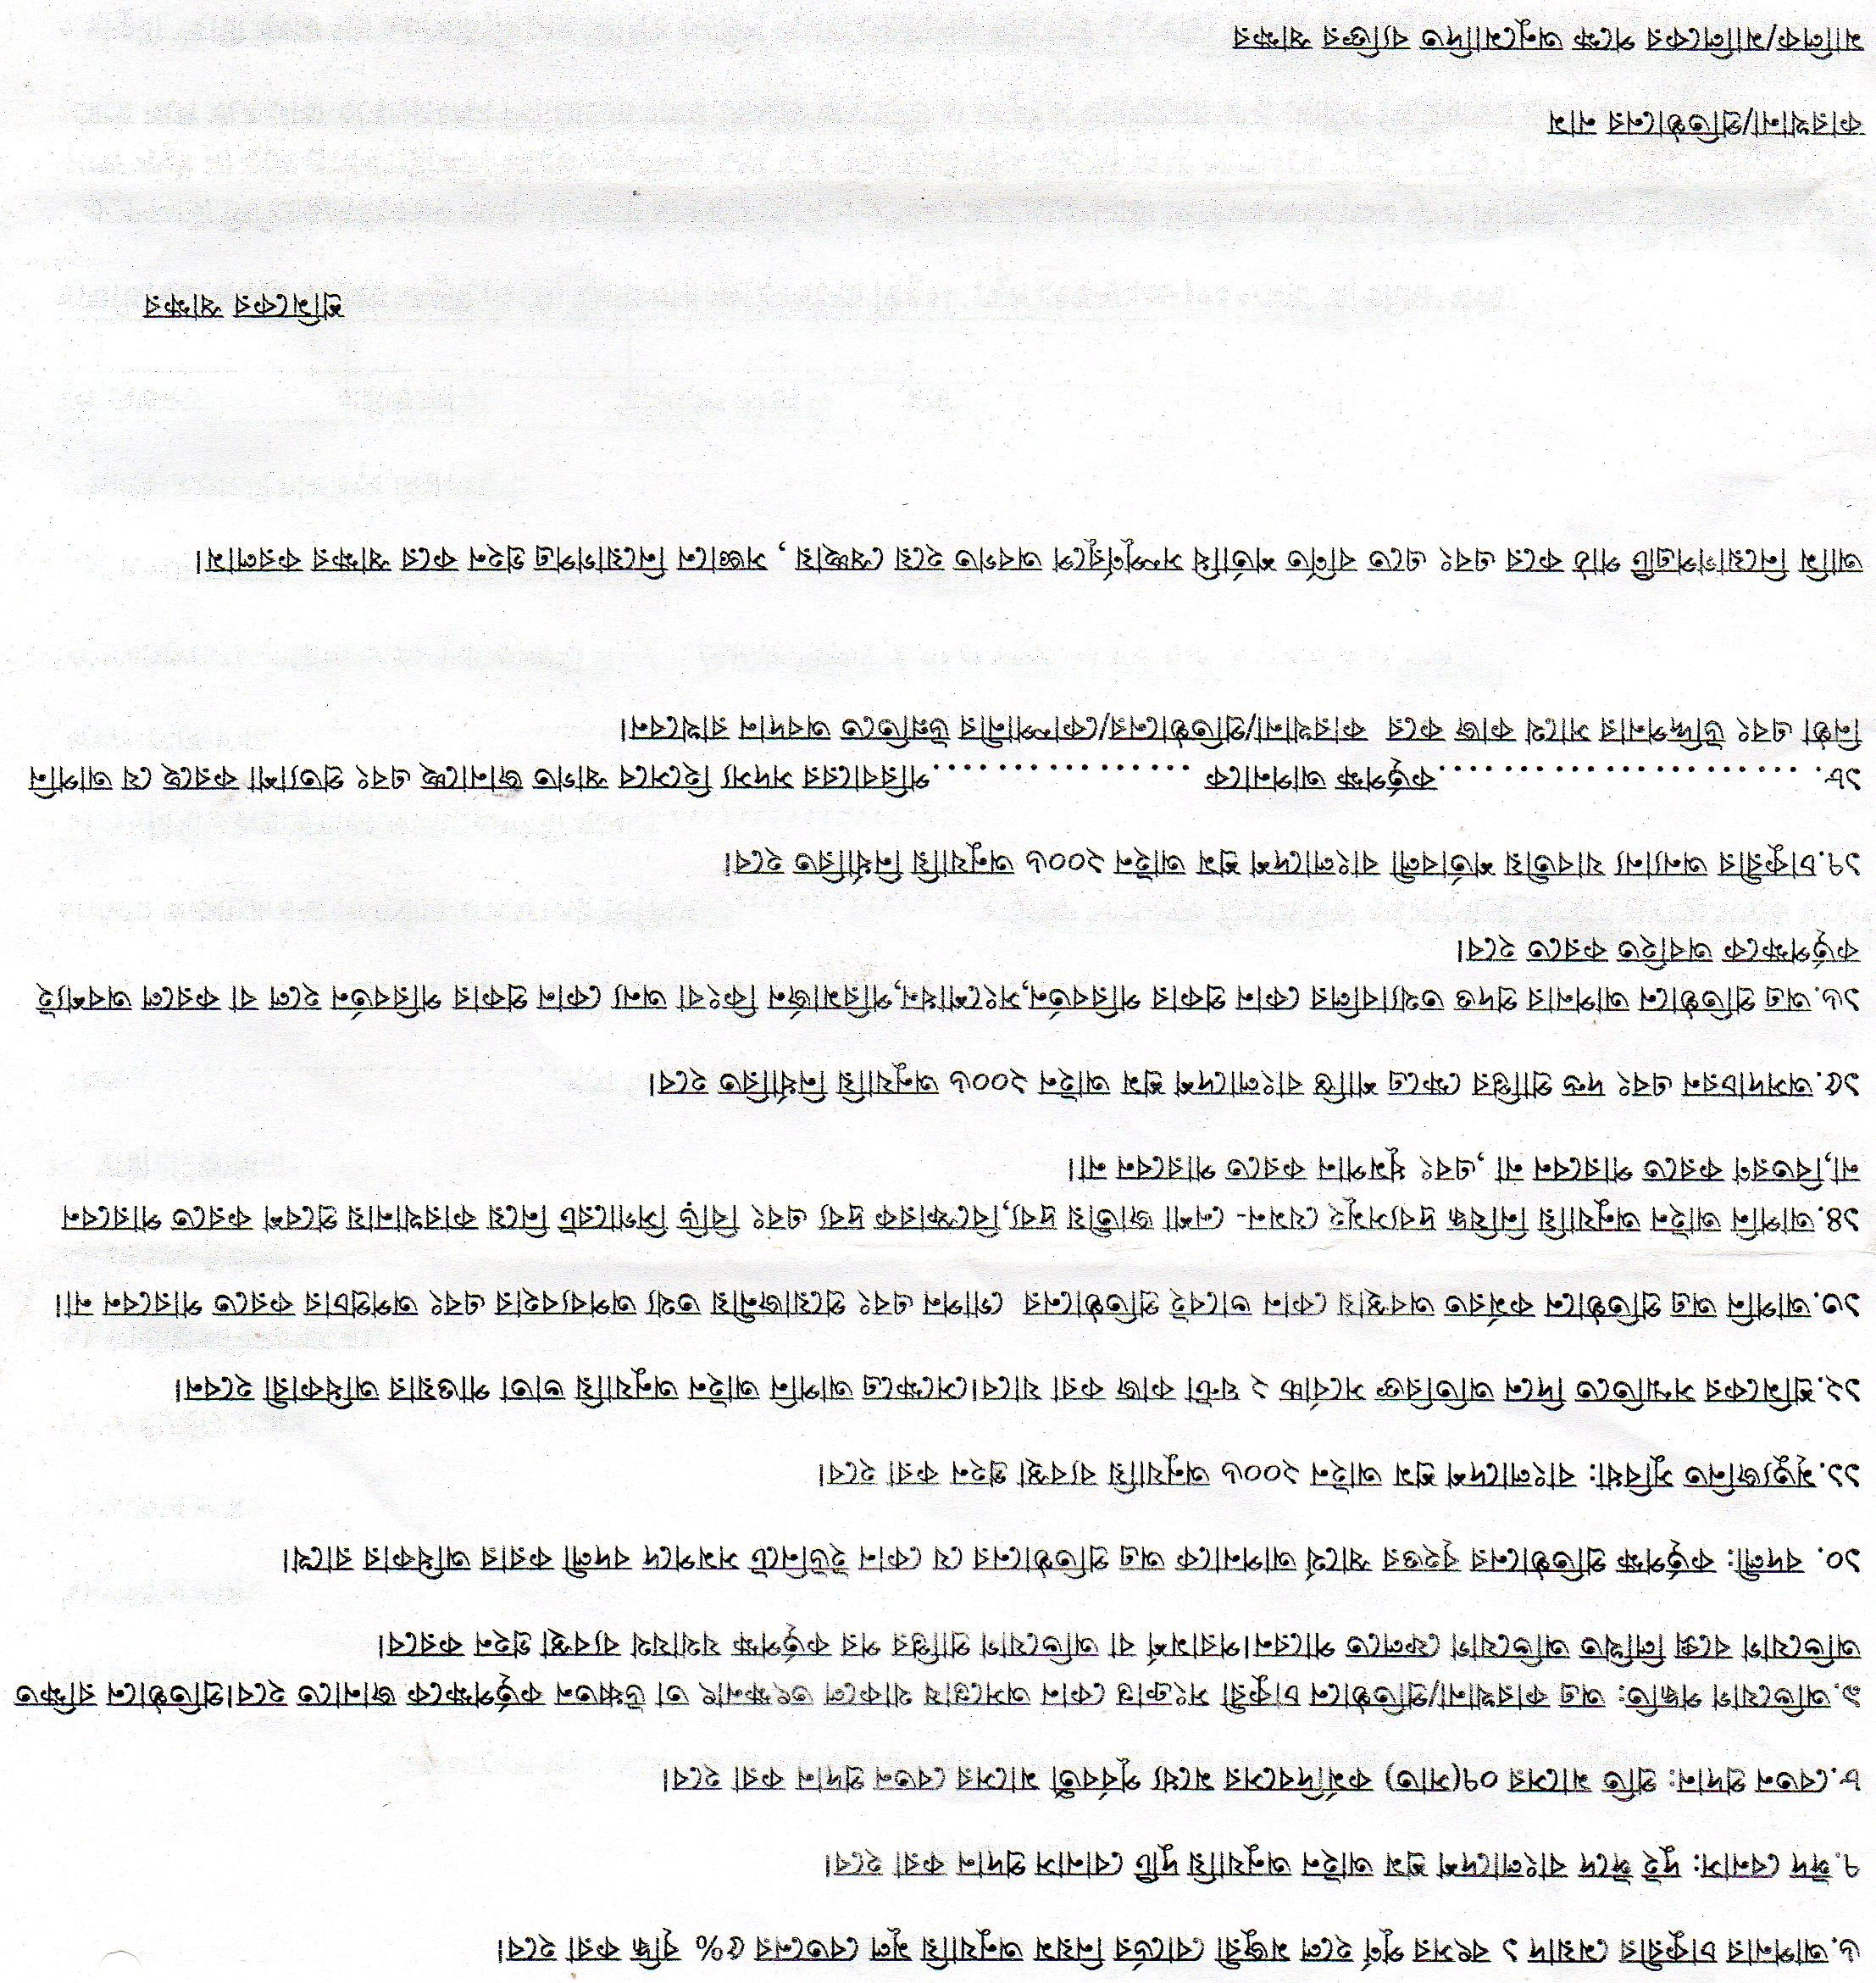 ৬.আপনার চাকুরীর মেয়াদ ১ বৎসর পূর্ণ হলে মজুরী বোর্ডের নিয়ম অনুযায়ি মূল বেতনের ৫% বৃদ্ধি করা হবে।
৭.ঈদ বেনাস: দুই ঈদে বাংলাদেশ শ্রম আইন অনুযায়ি দুটি বোনাস প্রদান করা হবে।
৮.বেতন প্রদান: প্রতি মাসের ০৭(সাত) কর্মদিবসের মধ্যে পূর্ববর্তী মাসের বেতন প্রদান করা হবে।
৯.অভিযোগ পদ্ধতি: অত্র কারখানা/প্রতিষ্ঠানে চাকুরী সংক্রান্ত কোন অসন্তোষ থাকলে তৎক্ষনাৎ তা উধ্বতন কর্তৃপক্ষকে জানাতে হবে।প্রতিষ্ঠানে রক্ষিত
অভিযোগ বক্সে লিখিত অভিযোগ ফেলতে পারেন।পরামর্শ বা অভিযোগ প্রাপ্তির পর কর্তৃপক্ষ যথাযথ ব্যবস্থা গ্রহন করবে।
১০. বদলী: কর্তৃপক্ষ প্রতিষ্ঠানের বৃহত্তর স্বার্থে আপনাকে অত্র প্রতিষ্ঠানের যে কোন ইউনিটে সমপদে বদলী করার অধিকার রাখে।
১১.মৃত্যুজনিত সুবিধা: বাংলাদেশ শ্রম আইন ২০০৬ অনুযায়ি ব্যবস্থা গ্রহন করা হবে।
১২.শ্রমিকের সম্মতিতে দিনে অতিরিক্ত সর্বোচ্চ ২ ঘন্টা কাজ করা যাবে।সেক্ষেত্রে আপনি আইন অনুযায়ি ভাতা পাওয়ার অধিকারী হবেন।
১৩.আপনি অত্র প্রতিষ্ঠানে কর্মরত অবস্থায় কোন ভাবেই প্রতিষ্ঠানের গোপন এবং প্রয়োজনীয় তথ্য অপব্যবহার এবং অপপ্রচার করতে পারবেন না।
১৪.আপনি আইন অনুযায়ি নিষিদ্ধ দ্রব্যসমূহ যেমন- নেশা জাতীয় দ্রব্য,বিস্ফোরক দ্রব্য এবং বিড়ি সিগারেট নিয়ে কারখানায় প্রবেশ করতে পারবেন
না,বিতরণ করতে পারবেন না ,এবং ধূমপান করতে পারবেন না।
১৫.অসদাচরন এবং দন্ড প্রাপ্তির ক্ষেত্রে শাস্তি বাংলাদেশ শ্রম আইন ২০০৬ অনুযায়ি নির্ধারিত হবে।
১৬.অত্র প্রতিষ্ঠানে আপনার প্রদত্ত তথ্যাবলির কোন প্রকার পরিবর্তন,সংশোধন,পরিমার্জন কিংবা অন্য কোন প্রকার পরিবর্তন হলে বা করলে অবশ্যই
কর্তৃপক্ষকে অবহিত করতে হবে।
১৭.চাকুরীর অন্যান্য যাবতীয় শর্তাবলী বাংলাদেশ শ্রম আইন ২০০৬ অনুযায়ি নির্ধারিত হবে।
১৮. ........................কর্তৃপক্ষ আপনাকে .................পরিবারের সদস্য হিসেবে স্বাগত জানাচ্ছে এবং প্রত্যাশা করছে যে আপনি
নিষ্ঠা এবং উদ্দিপনার সাথে কাজ করে কারখানা/প্রতিষ্ঠানের/কোম্পানীর উন্নতিতে অবদান রাখবেন।
আমি নিয়োগপত্রটি পাঠ করে এবং এতে বর্ণিত শর্তাধি সম্পূর্ণরূপে অবগত হয়ে স্বেচ্ছায় , সজ্ঞানে নিয়োগপত্র গ্রহন করে স্বাক্ষর করলাম।
শ্রমিকের স্বাক্ষর
কারখানা/প্রতিষ্ঠানের নাম
মালিক/মালিকের পক্ষে অনুমোদিত ব্যক্তির স্বাক্ষর